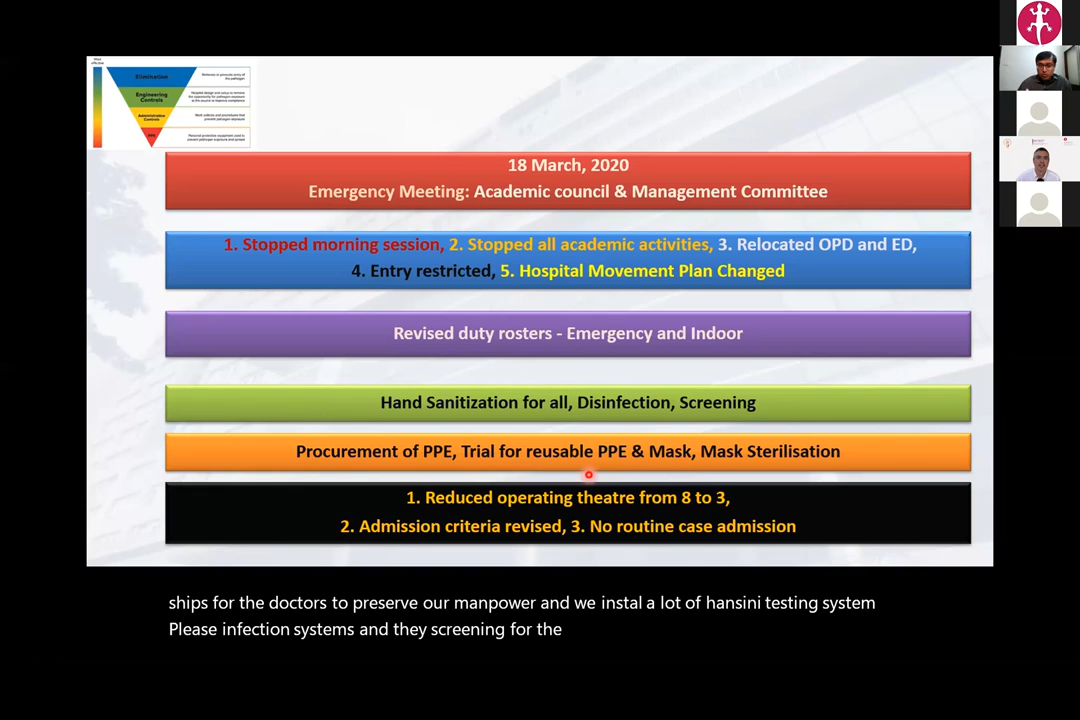 Most
effective
Elimination
Engineering
Controls
Administrative
Controls
PPE
18 March, 2020
Emergency Meeting: Academic council & Management Committee
1. Stopped morning session, 2. Stopped all academic activities, 3. Relocated OPD and ED,
4. Entry restricted, 5. Hospital Movement Plan Changed
Revised duty rosters - Emergency and Indoor
Hand Sanitization for all, Disinfection, Screening
Procurement of PPE, Trial for reusable PPE & Mask, Mask Sterilisation
1. Reduced operating theatre from 8 to 3,
2. Admission criteria revised, 3. No routine case admission
ships for the doctors to preserve our manpower and we instal a lot of hansini testing system
Please infection systems and they screening for the